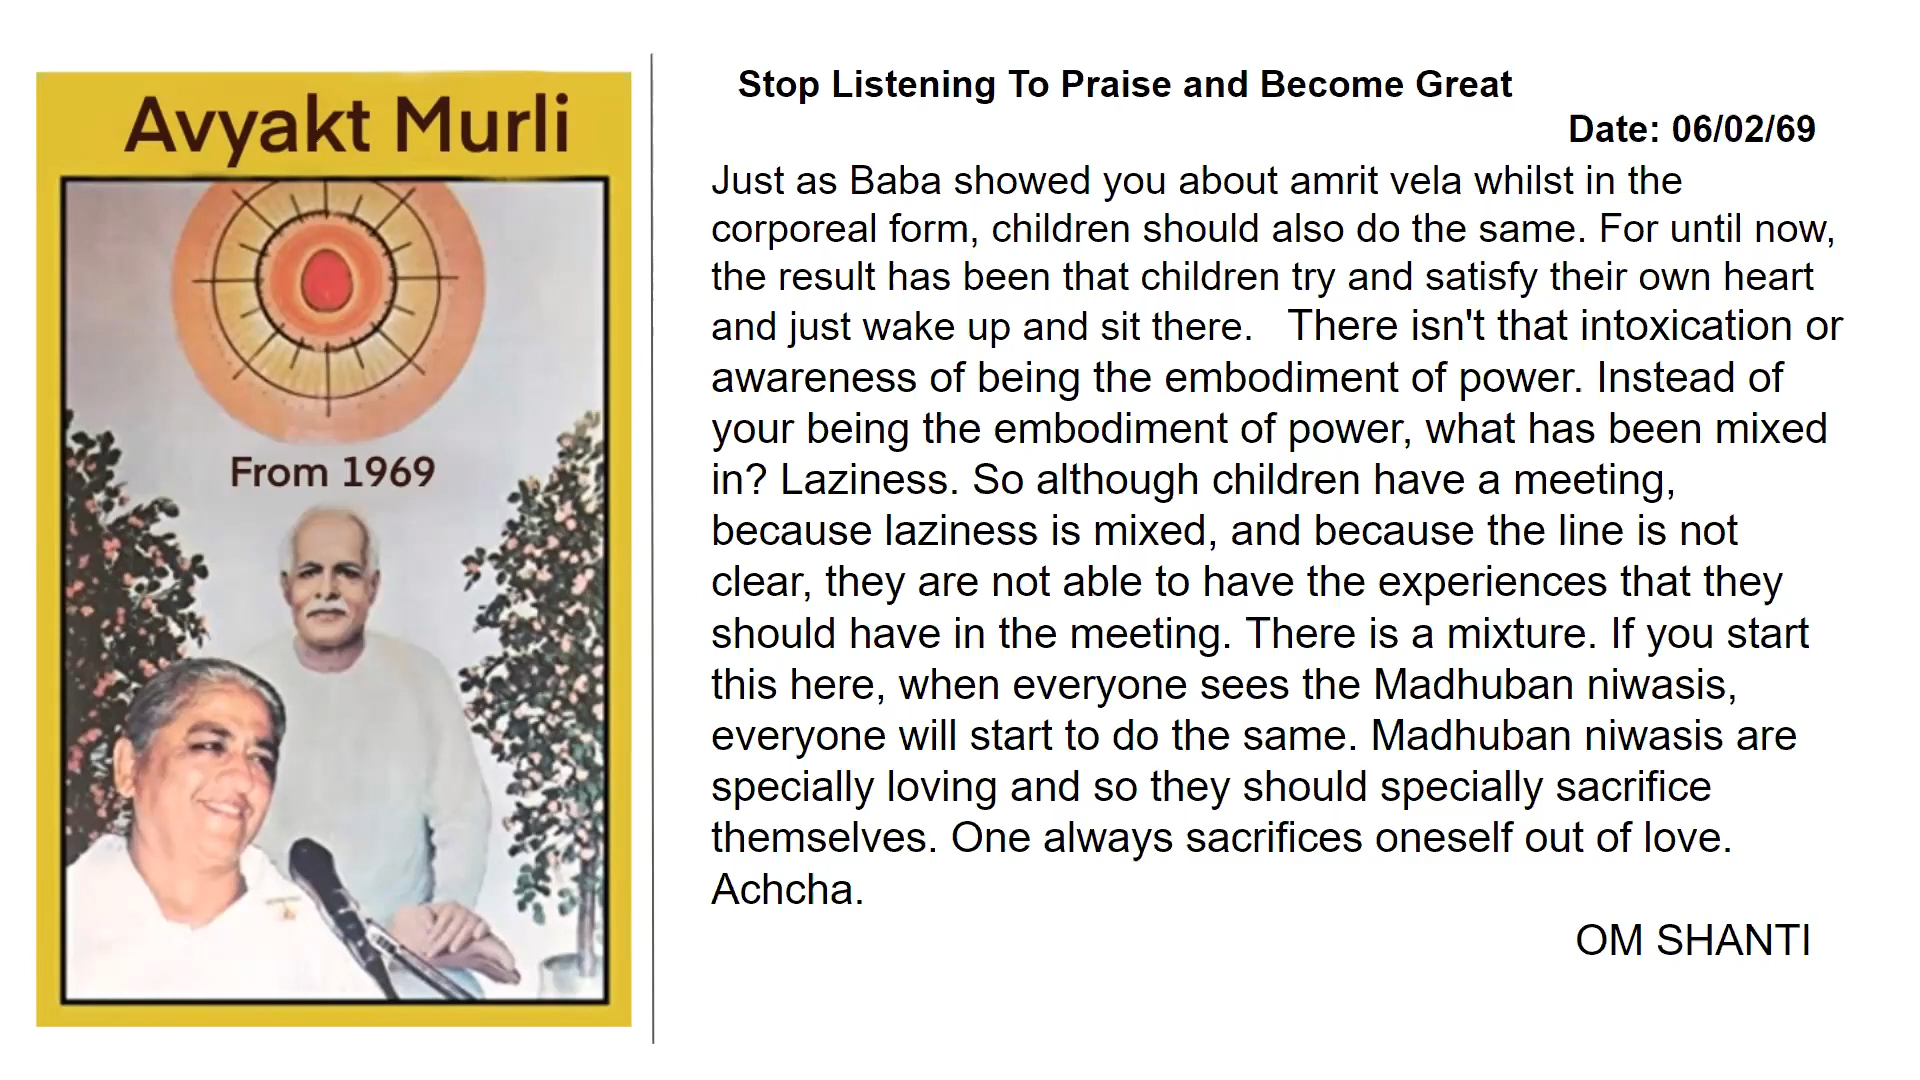 Avyakt Murli
From 1969
Stop Listening To Praise and Become Great
Date: 06/02/69
Just as Baba showed you about amrit vela whilst in the
corporeal form, children should also do the same. For until now,
the result has been that children try and satisfy their own heart
and just wake up and sit there. There isn't that intoxication or
awareness of being the embodiment of power. Instead of
your being the embodiment of power, what has been mixed
in? Laziness. So although children have a meeting,
because laziness is mixed, and because the line is not
clear, they are not able to have the experiences that they
should have in the meeting. There is a mixture. If you start
this here, when everyone sees the Madhuban niwasis,
everyone will start to do the same. Madhuban niwasis are
specially loving and so they should specially sacrifice
themselves. One always sacrifices oneself out of love.
Achcha.
OM SHANTI